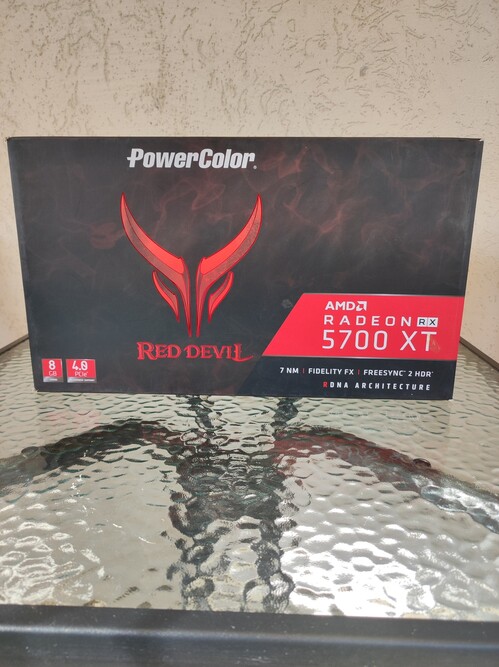 PowerColor®
RED DEVIL
AMD
RADEON RX
5700 XT
8
GB
4.0
PCIe®
7 NM | FIDELITY FX | FREESYNC™ 2 HDR*
RDNA ARCHITECTURE